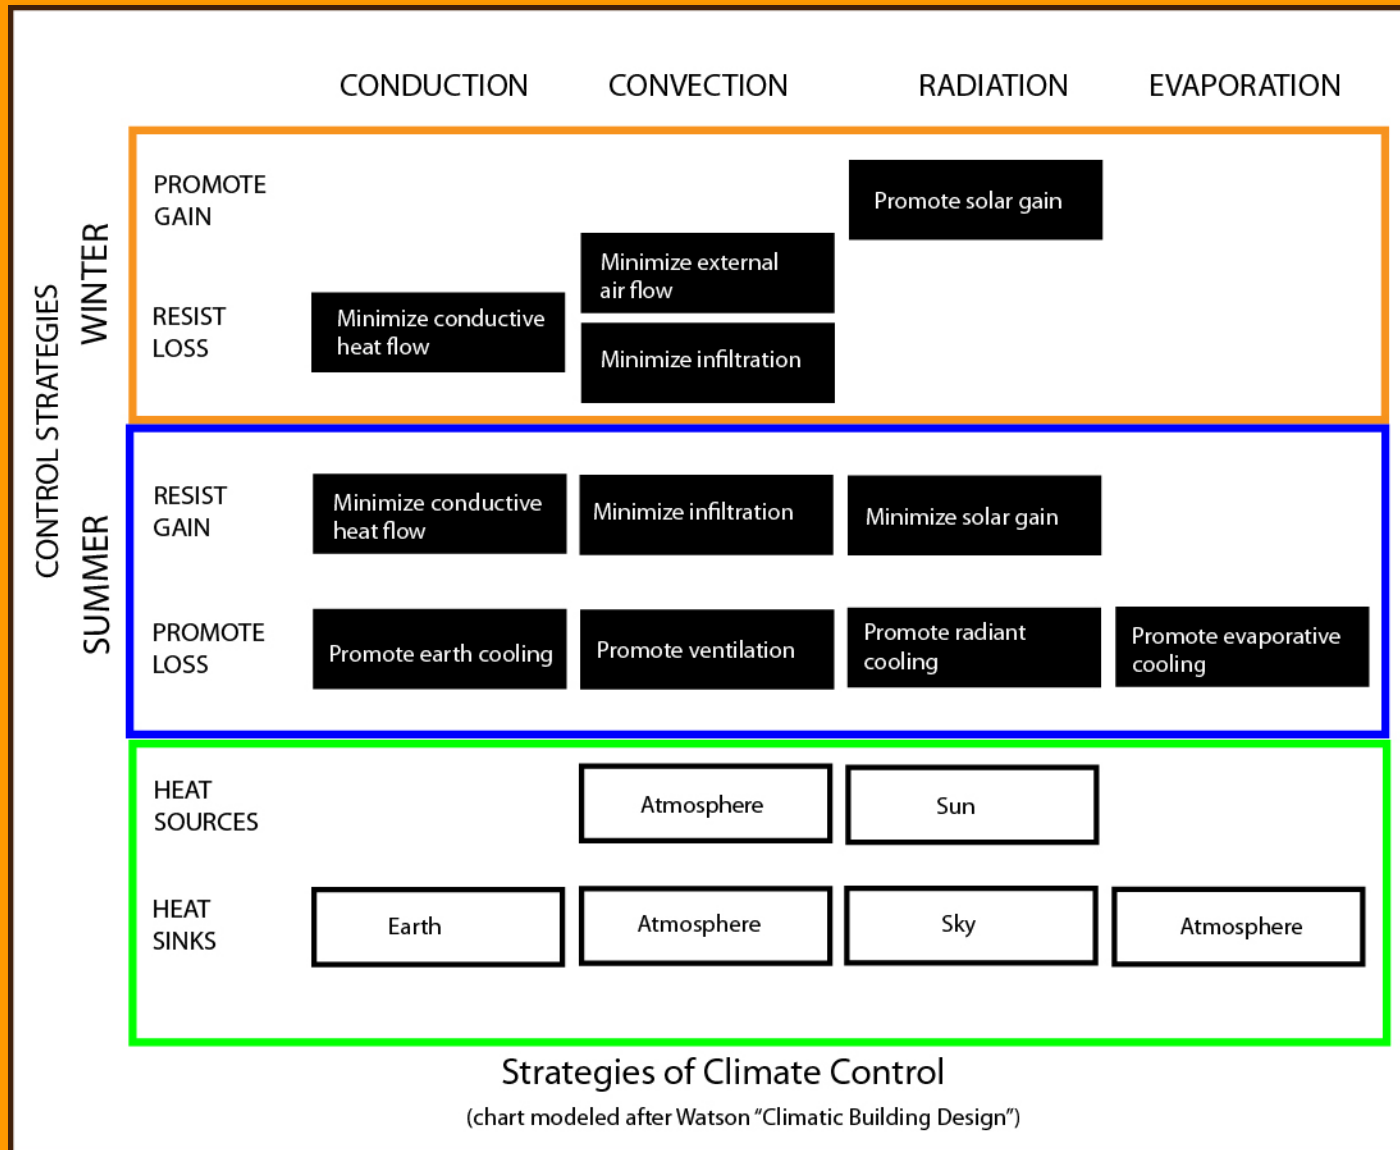 CONDUCTION CONVECTION RADIATION EVAPORATION
CONTROL STRATEGIES
WINTER
PROMOTE
GAIN
Promote solar gain
RESIST
LOSS
Minimize conductive
heat flow
Minimize external
air flow
Minimize infiltration
SUMMER
RESIST
GAIN
Minimize conductive
heat flow
Minimize infiltration
Minimize solar gain
PROMOTE
LOSS
Promote earth cooling
Promote ventilation
Promote radiant
cooling
Promote evaporative
cooling
HEAT
SOURCES
Atmosphere
Sun
HEAT
SINKS
Earth
Atmosphere
Sky
Atmosphere
Strategies of Climate Control
(chart modeled after Watson “Climatic Building Design”)